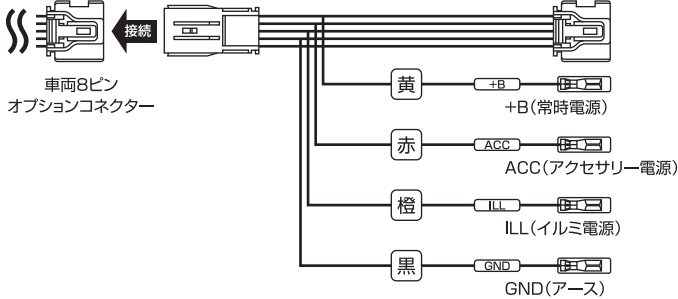 接続
車両8ピン
オプションコネクター
黄
+B
+B(常時電源)
赤
ACC
ACC(アクセサリー電源)
橙
ILL
ILL(イルミ電源)
黒
GND
GND(アース)